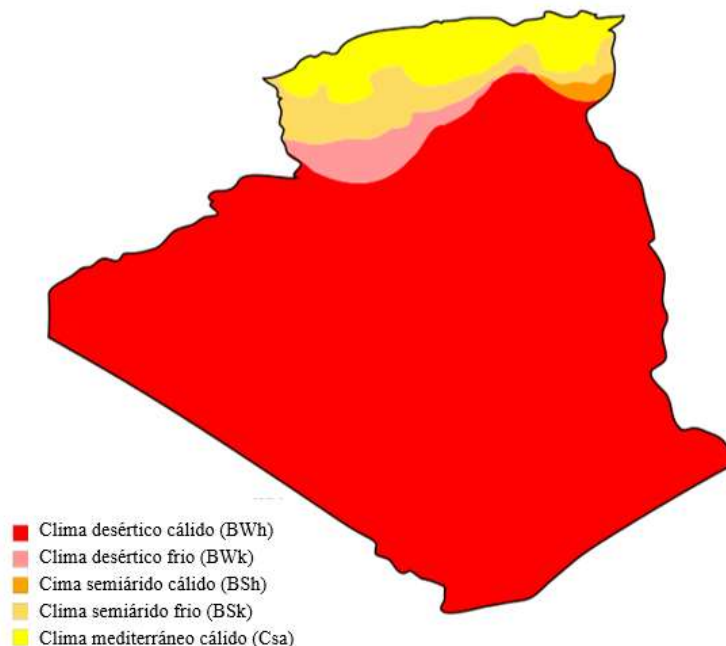 Clima desértico cálido (BWh)
Clima desértico frio (BWk)
Cima semiárido cálido (BSh)
Clima semiárido frio (BSk)
Clima mediterráneo cálido (Csa)